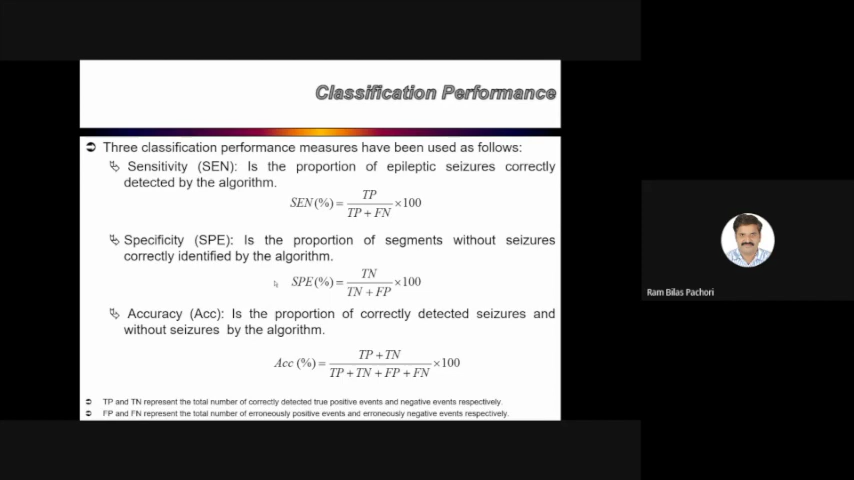 Classification Performance
Three classification performance measures have been used as follows:
Sensitivity (SEN): Is the proportion of epileptic seizures correctly
detected by the algorithm.
SEN(%) = TP / TP + FN ×100
Specificity (SPE): Is the proportion of segments without seizures
correctly identified by the algorithm.
SPE(%) = TN / TN + FP ×100
Accuracy (Acc): Is the proportion of correctly detected seizures and
without seizures by the algorithm.
Acc (%) = TP + TN / TP + TN + FP + FN ×100
TP and TN represent the total number of correctly detected true positive events and negative events respectively.
FP and FN represent the total number of erroneously positive events and erroneously negative events respectively.
Ram Bilas Pachori